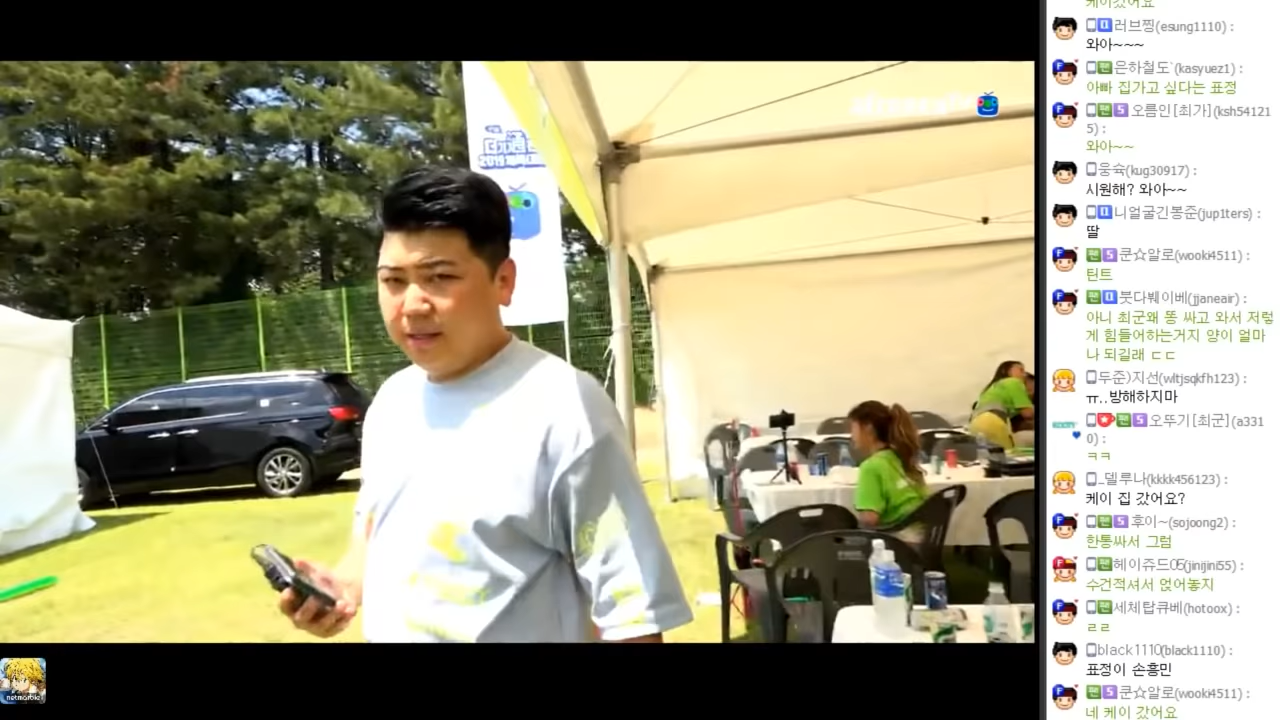 케이갔어요
러브찡(esung1110) :
와아~~~
은하철도`(kasyuez1) :
아빠 집가고 싶다는 표정
오름인[최가](ksh54121
5) :
와아~~
웅슉(kug30917) :
시원해? 와아~~
니얼굴긴봉준(jup1ters) :
딸
쿤☆알로(wooki4511) :
틴트
붓다붸이베(jjaneair) :
아니 최군왜 똥 싸고 와서 저렇
게 힘들어하는거지 양이 얼마
나 되길래 ㄷㄷ
두준)지선(wltjsqkfh123) :
ㅠ..방해하지마
오뚜기[최군](a331
0) :
ㅋㅋ
_델루나(kkkk456123) :
케이 집 갔어요?
후이~(sojoong2) :
한통싸서 그럼
헤이쥬드05(jinijini55) :
수건적셔서 얹어놓지
세체탑큐베(hotoox) :
ㄹㄹ
black1110(black1110) :
표정이 손흥민
쿤☆알로(wooki4511) :
네 케이 갔어요
netmarble